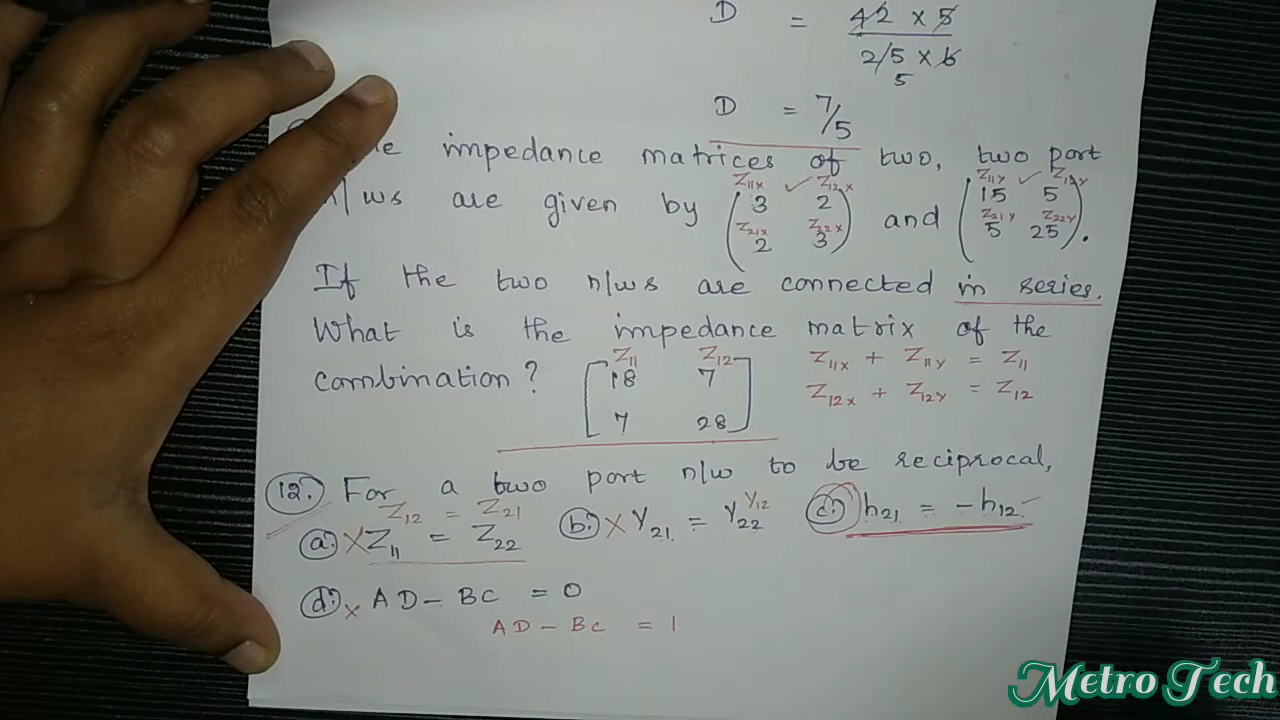 D = 42 × 5
2/5 × 6
5
D = 7/5
impedance matrices of two, two port
Z11x Z12x Z11Y Z12Y
n/ws are given by ( 3 2 ) and ( 15 5 )
Z21x Z22x Z21Y Z22Y
2 3 5 25 .
If the two n/ws are connected in series.
What is the impedance matrix of the
Z11 Z12 Z11x + Z11Y = Z11
combination? [ 18 7 ]
Z12x + Z12Y = Z12
7 28
12. For a two port n/w to be reciprocal,
Z12 = Z21 Y12
a. × Z11 = Z22 b. × Y21 = Y22 c. h21 = -h12
d. × AD - BC = 0
AD - BC = 1
Metro Tech